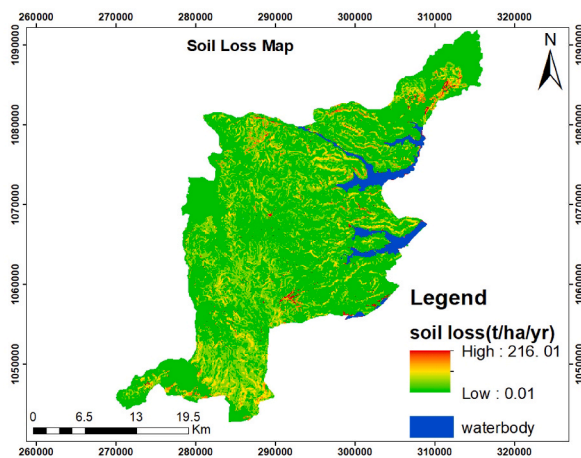 260000 270000 280000 290000 300000 310000 320000
Soil Loss Map
N
1090000 1090000
1080000 1080000
1070000 1070000
1060000 1060000
1050000 1050000
Legend
soil loss(t/ha/yr)
High : 216. 01
Low : 0.01
waterbody
0 6.5 13 19.5
Km
260000 270000 280000 290000 300000 310000 320000